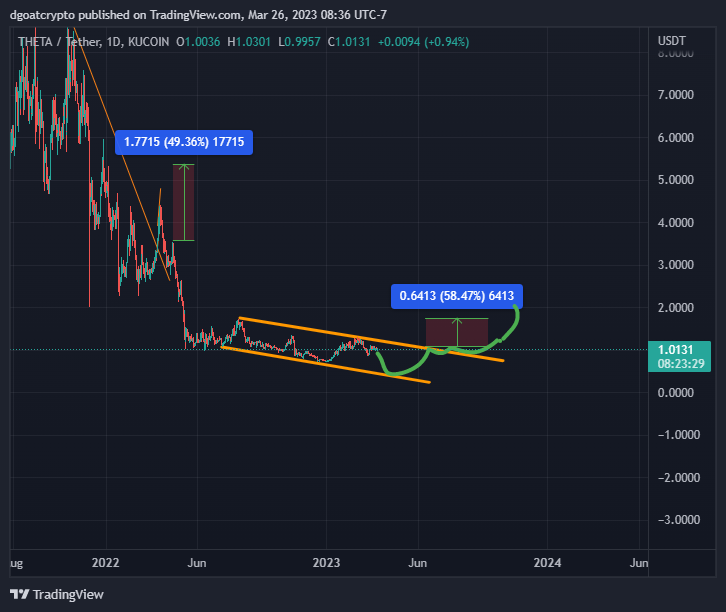 dgoatcrypto published on TradingView.com, Mar 26, 2023 08:36 UTC-7
THETA / Tether, 1D, KUCOIN O1.0036 H1.0301 L0.9957 C1.0131 +0.0094 (+0.94%)
USDT
8.0000
7.0000
6.0000
1.7715 (49.36%) 17715
5.0000
4.0000
3.0000
0.6413 (58.47%) 6413
2.0000
1.0131
08:23:29
0.0000
−1.0000
−2.0000
−3.0000
ug 2022 Jun 2023 Jun 2024 Jun
TradingView